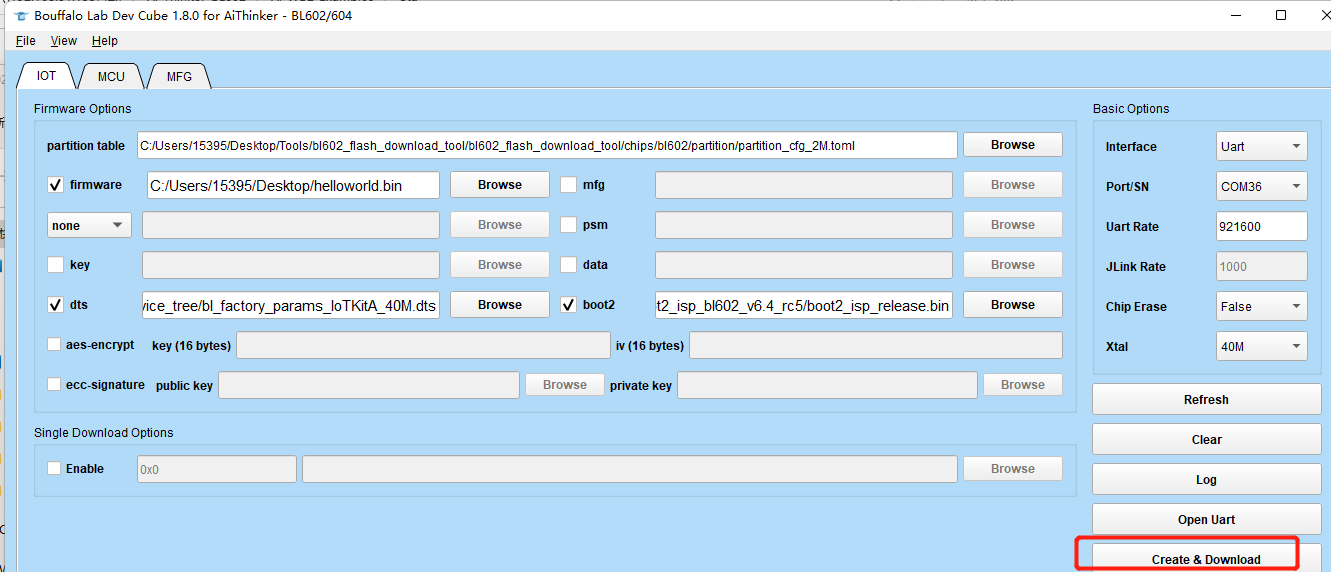 Bouffalo Lab Dev Cube 1.8.0 for AiThinker - BL602/604
File View Help
IOT MCU MFG
Firmware Options
partition table C:/Users/15395/Desktop/Tools/bl602_flash_download_tool/bl602_flash_download_tool/chips/bl602/partition/partition_cfg_2M.toml Browse
firmware C:/Users/15395/Desktop/helloworld.bin Browse mfg Browse
none Browse psm Browse
key Browse data Browse
dts vice_tree/bl_factory_params_IoTKitA_40M.dts Browse boot2 t2_isp_bl602_v6.4_rc5/boot2_isp_release.bin Browse
aes-encrypt key (16 bytes) iv (16 bytes)
ecc-signature public key Browse private key Browse
Single Download Options
Enable 0x0 Browse
Basic Options
Interface Uart
Port/SN COM36
Uart Rate 921600
JLink Rate 1000
Chip Erase False
Xtal 40M
Refresh
Clear
Log
Open Uart
Create & Download